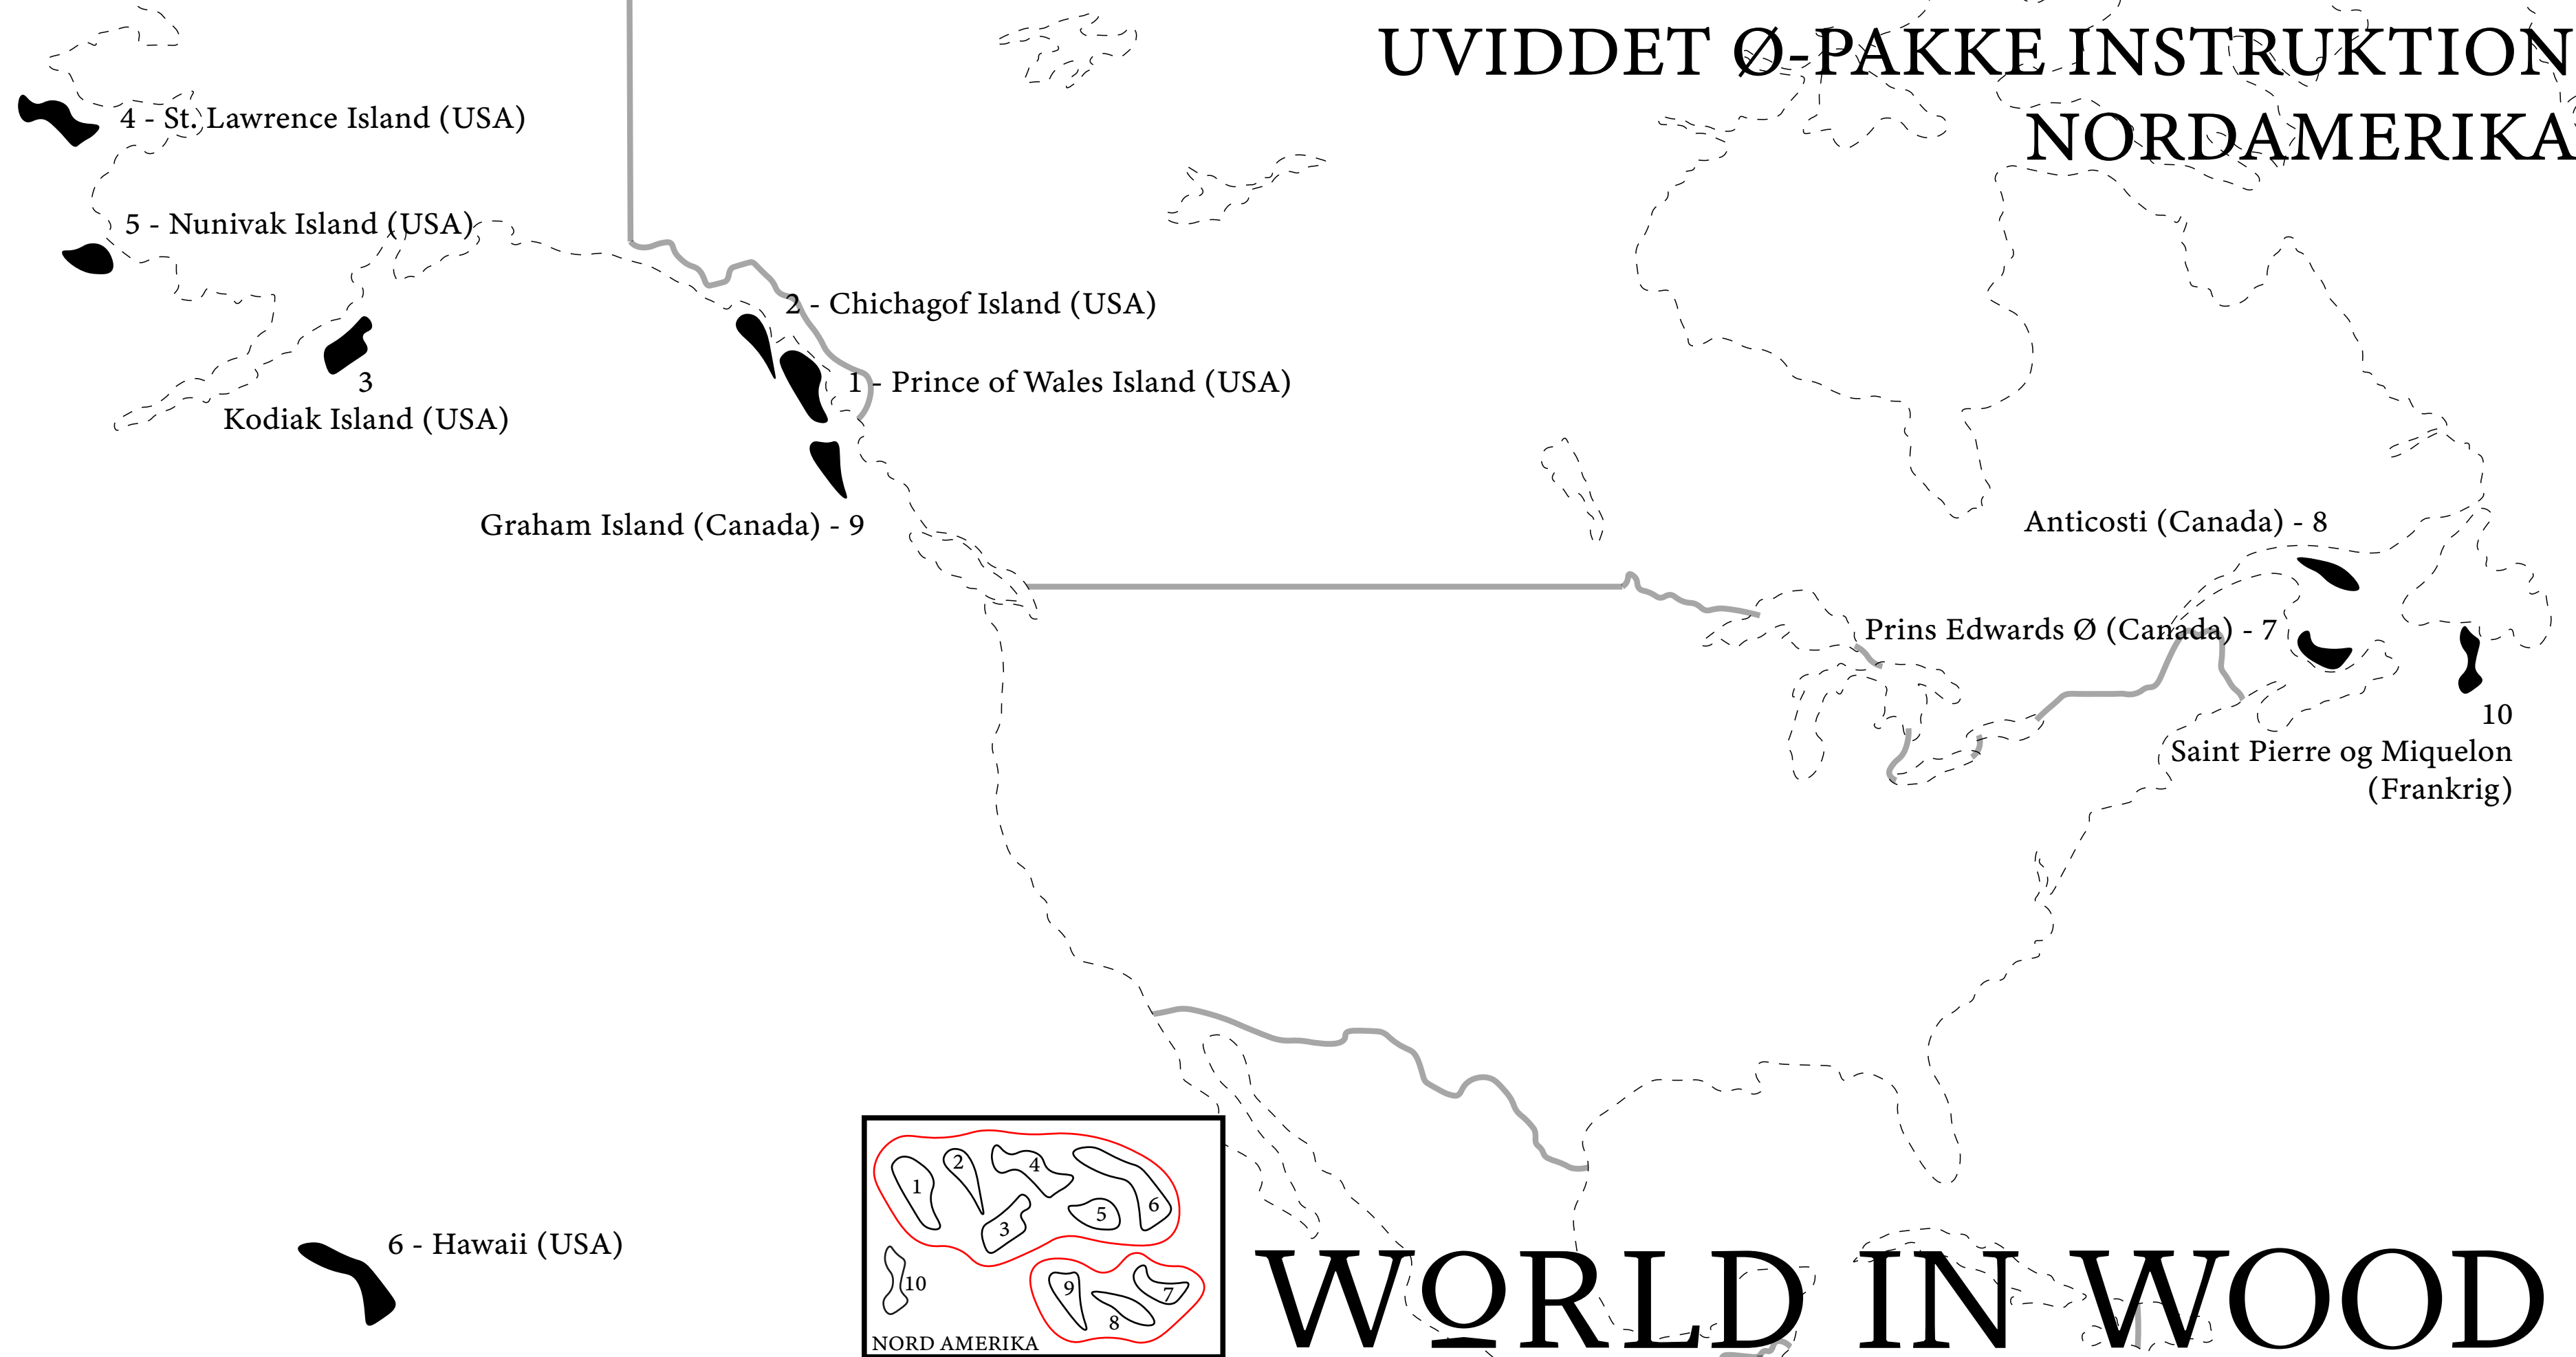 UVIDDET Ø-PAKKE INSTRUKTION
NORDAMERIKA
4 - St. Lawrence Island (USA)
5 - Nunivak Island (USA)
3
Kodiak Island (USA)
2 - Chichagof Island (USA)
1 - Prince of Wales Island (USA)
Graham Island (Canada) - 9
Anticosti (Canada) - 8
Prins Edwards Ø (Canada) - 7
10
Saint Pierre og Miquelon
(Frankrig)
6 - Hawaii (USA)
1
2
4
3
5
6
10
9
8
7
NORD AMERIKA
WORLD IN WOOD